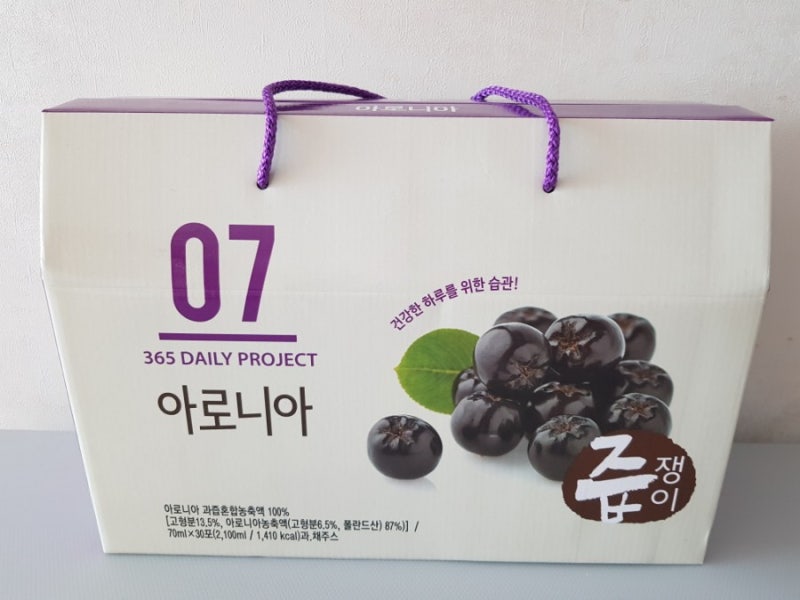 아로니아
07
365 DAILY PROJECT
아로니아
건강한 하루를 위한 습관!
즙쟁이
아로니아 과즙혼합농축액 100%
[고형분13.5%, 아로니아농축액(고형분6.5%, 폴란드산) 87%)] /
70ml×30포(2,100ml / 1,410 kcal)과.채주스